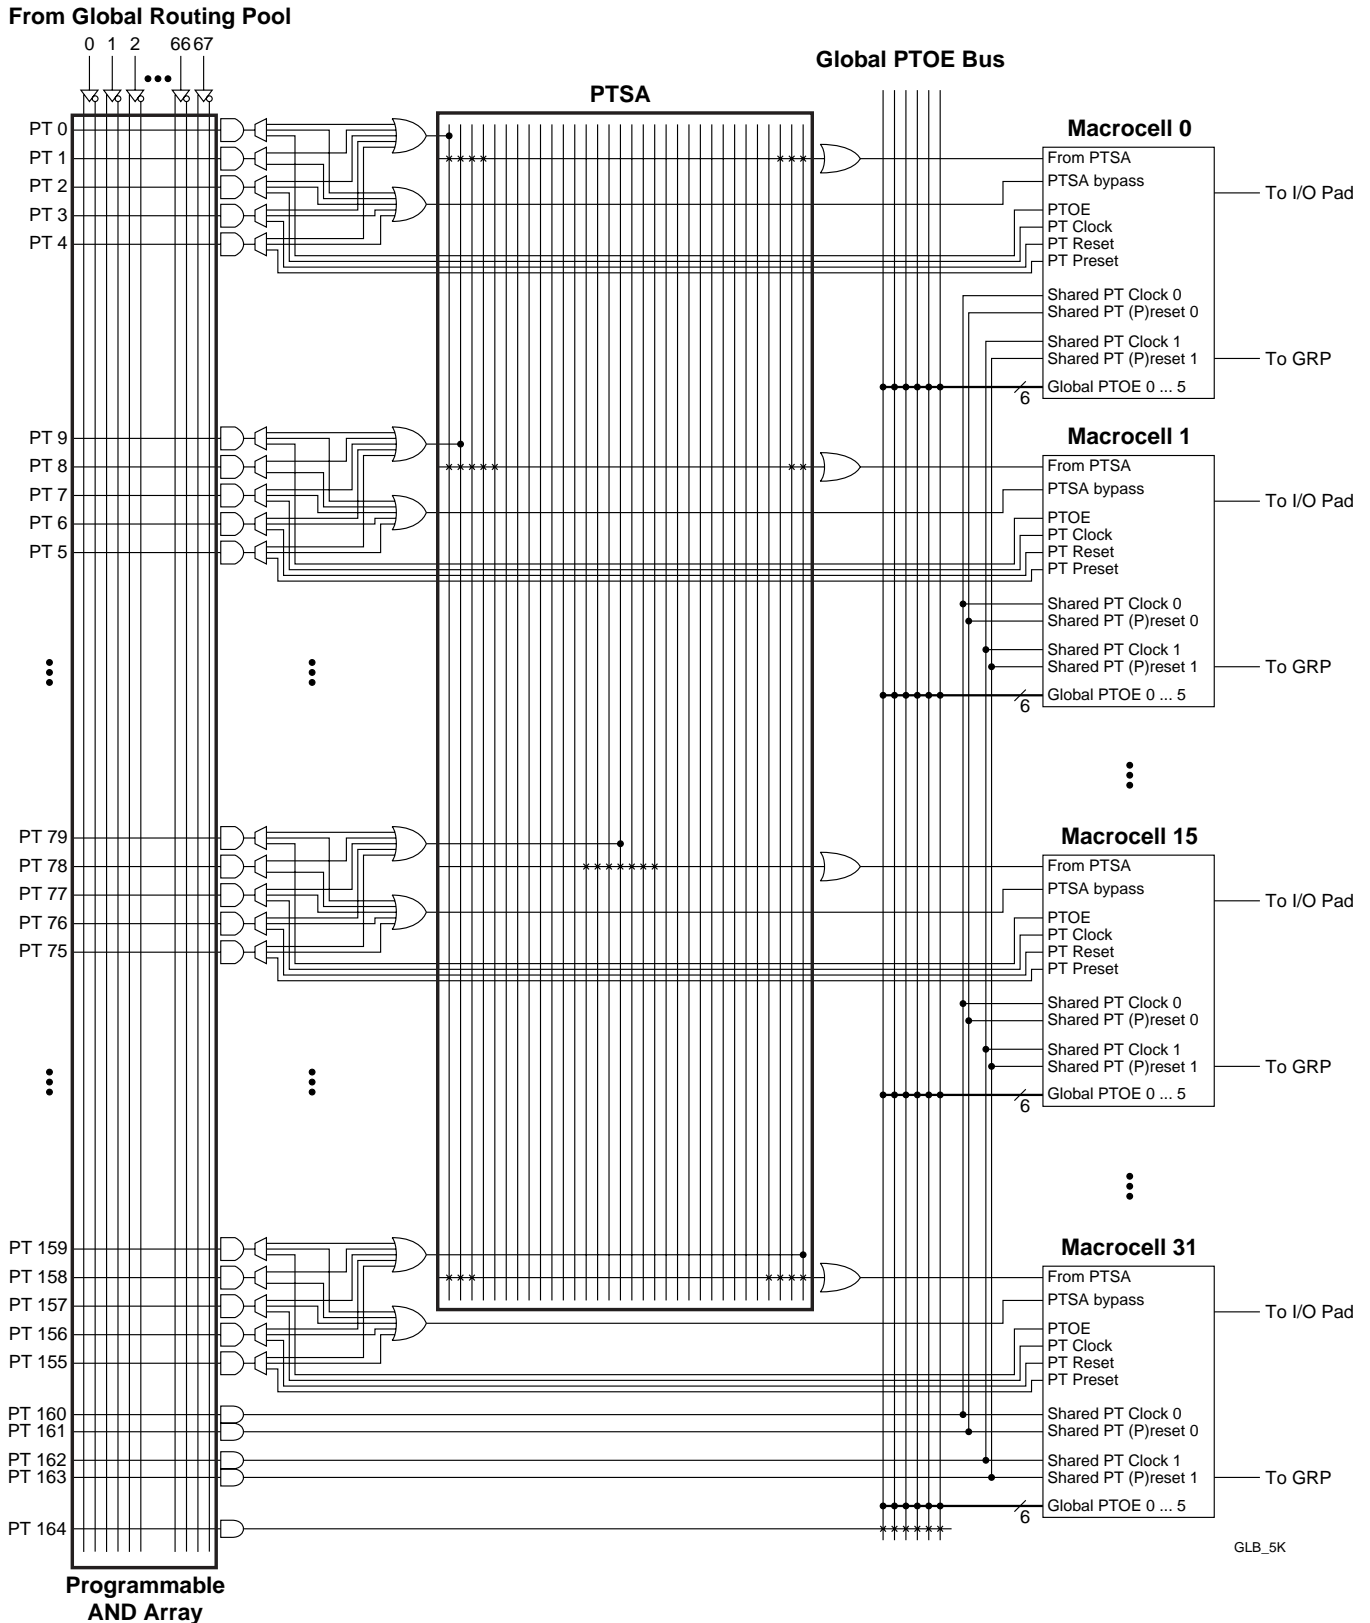 From Global Routing Pool
0 1 2 66 67
Global PTOE Bus
PTSA
PT 0
PT 1
PT 2
PT 3
PT 4
Macrocell 0
From PTSA
PTSA bypass
PTOE
PT Clock
PT Reset
PT Preset
Shared PT Clock 0
Shared PT (P)reset 0
Shared PT Clock 1
Shared PT (P)reset 1
Global PTOE 0 ... 5
6
To I/O Pad
To GRP
PT 9
PT 8
PT 7
PT 6
PT 5
Macrocell 1
From PTSA
PTSA bypass
PTOE
PT Clock
PT Reset
PT Preset
Shared PT Clock 0
Shared PT (P)reset 0
Shared PT Clock 1
Shared PT (P)reset 1
Global PTOE 0 ... 5
6
To I/O Pad
To GRP
PT 79
PT 78
PT 77
PT 76
PT 75
Macrocell 15
From PTSA
PTSA bypass
PTOE
PT Clock
PT Reset
PT Preset
Shared PT Clock 0
Shared PT (P)reset 0
Shared PT Clock 1
Shared PT (P)reset 1
Global PTOE 0 ... 5
6
To I/O Pad
To GRP
PT 159
PT 158
PT 157
PT 156
PT 155
PT 160
PT 161
PT 162
PT 163
PT 164
Macrocell 31
From PTSA
PTSA bypass
PTOE
PT Clock
PT Reset
PT Preset
Shared PT Clock 0
Shared PT (P)reset 0
Shared PT Clock 1
Shared PT (P)reset 1
Global PTOE 0 ... 5
6
To I/O Pad
To GRP
GLB_5K
Programmable
AND Array